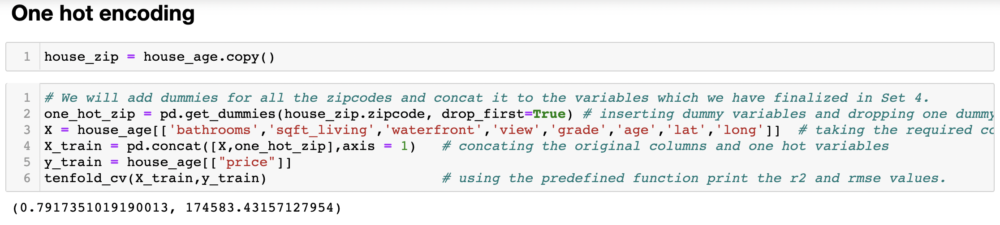 One hot encoding
1 house_zip = house_age.copy()
1 # We will add dummies for all the zipcodes and concat it to the variables which we have finalized in Set 4.
2 one_hot_zip = pd.get_dummies(house_zip.zipcode, drop_first=True) # inserting dummy variables and dropping one dummy
3 X = house_age[['bathrooms','sqft_living','waterfront','view','grade','age','lat','long']]  # taking the required
4 X_train = pd.concat([X,one_hot_zip],axis = 1)   # concating the original columns and one hot variables
5 y_train = house_age[["price"]]
6 tenfold_cv(X_train,y_train)                     # using the predefined function print the r2 and rmse values.
(0.7917351019190013, 174583.43157127954)